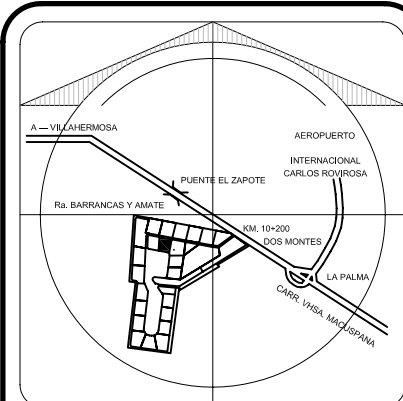 A — VILLAHERMOSA
AEROPUERTO
INTERNACIONAL
CARLOS ROVIROSA
PUENTE EL ZAPOTE
Ra. BARRANCAS Y AMATE
KM. 10+200
DOS MONTES
LA PALMA
CARR. VHSA. MACUSPANA